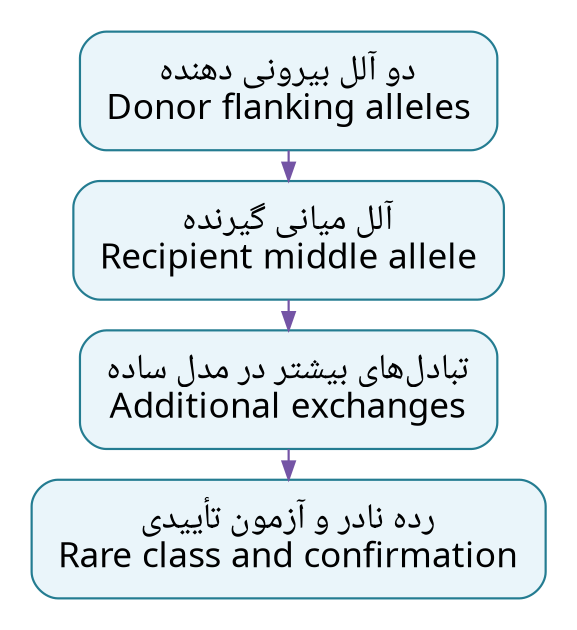 دو آلل بیرونی دهنده
Donor flanking alleles
آلل میانی گیرنده
Recipient middle allele
تبادل‌های بیشتر در مدل ساده
Additional exchanges
رده نادر و آزمون تأییدی
Rare class and confirmation